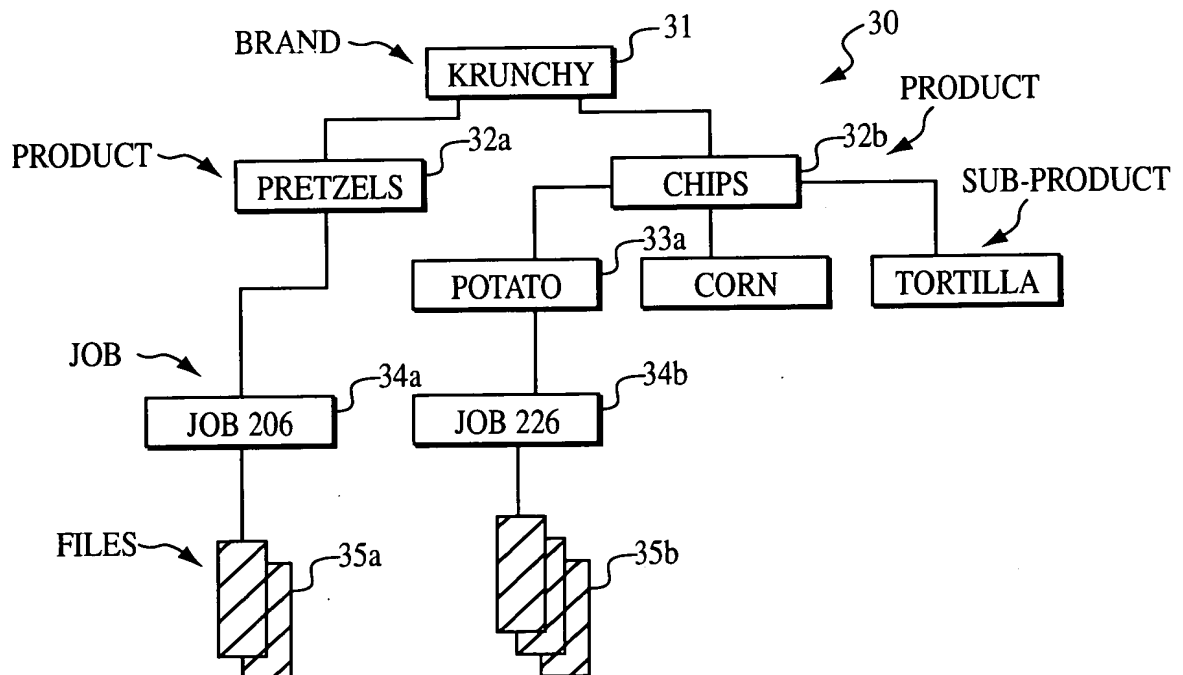 BRAND
KRUNCHY
31
30
PRODUCT
PRODUCT
PRETZELS
32a
CHIPS
32b
SUB-PRODUCT
POTATO
33a
CORN
TORTILLA
JOB
JOB 206
34a
JOB 226
34b
FILES
35a
35b